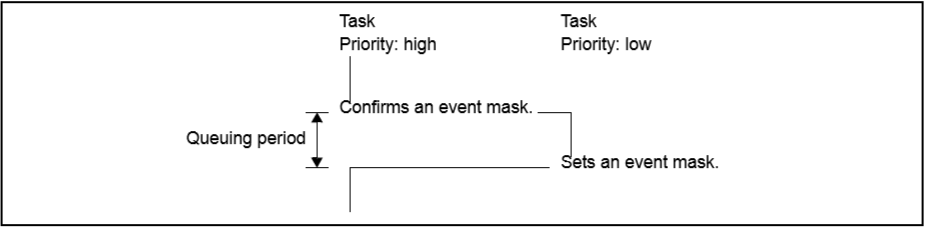 Task
Priority: high
Task
Priority: low
Confirms an event mask.
Queuing period
Sets an event mask.